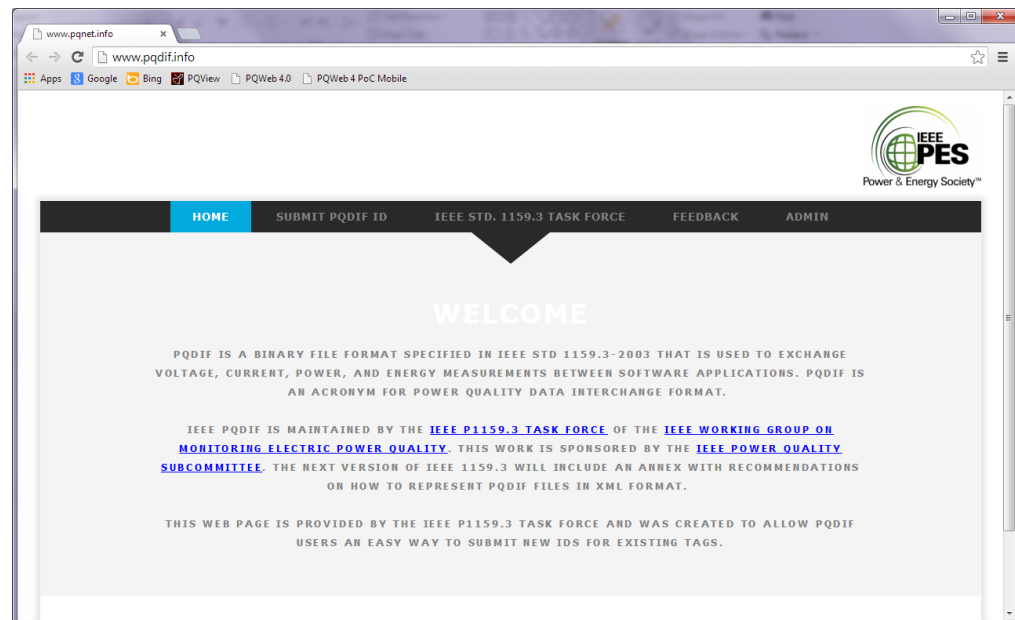 www.pqnet.info
www.pqdif.info
Apps Google Bing PQView PQWeb 4.0 PQWeb 4 PoC Mobile
IEEE
PES
Power & Energy Society™
HOME SUBMIT PQDIF ID IEEE STD. 1159.3 TASK FORCE FEEDBACK ADMIN
WELCOME
PQDIF IS A BINARY FILE FORMAT SPECIFIED IN IEEE STD 1159.3-2003 THAT IS USED TO EXCHANGE
VOLTAGE, CURRENT, POWER, AND ENERGY MEASUREMENTS BETWEEN SOFTWARE APPLICATIONS. PQDIF IS
AN ACRONYM FOR POWER QUALITY DATA INTERCHANGE FORMAT.
IEEE PQDIF IS MAINTAINED BY THE IEEE P1159.3 TASK FORCE OF THE IEEE WORKING GROUP ON
MONITORING ELECTRIC POWER QUALITY. THIS WORK IS SPONSORED BY THE IEEE POWER QUALITY
SUBCOMMITTEE. THE NEXT VERSION OF IEEE 1159.3 WILL INCLUDE AN ANNEX WITH RECOMMENDATIONS
ON HOW TO REPRESENT PQDIF FILES IN XML FORMAT.
THIS WEB PAGE IS PROVIDED BY THE IEEE P1159.3 TASK FORCE AND WAS CREATED TO ALLOW PQDIF
USERS AN EASY WAY TO SUBMIT NEW IDS FOR EXISTING TAGS.